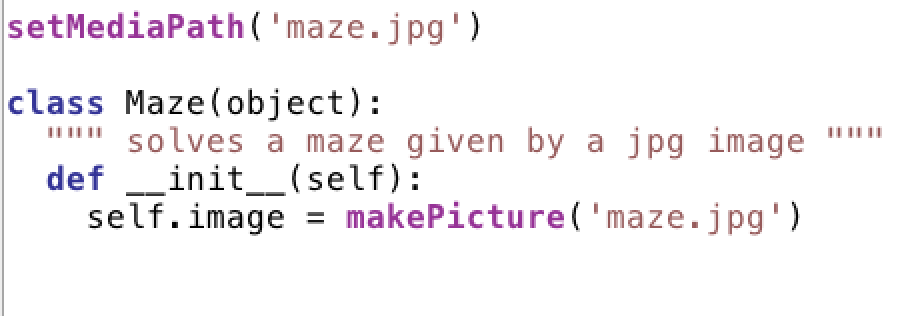 setMediaPath('maze.jpg')
class Maze(object):
""" solves a maze given by a jpg image """
def __init__(self):
self.image = makePicture('maze.jpg')